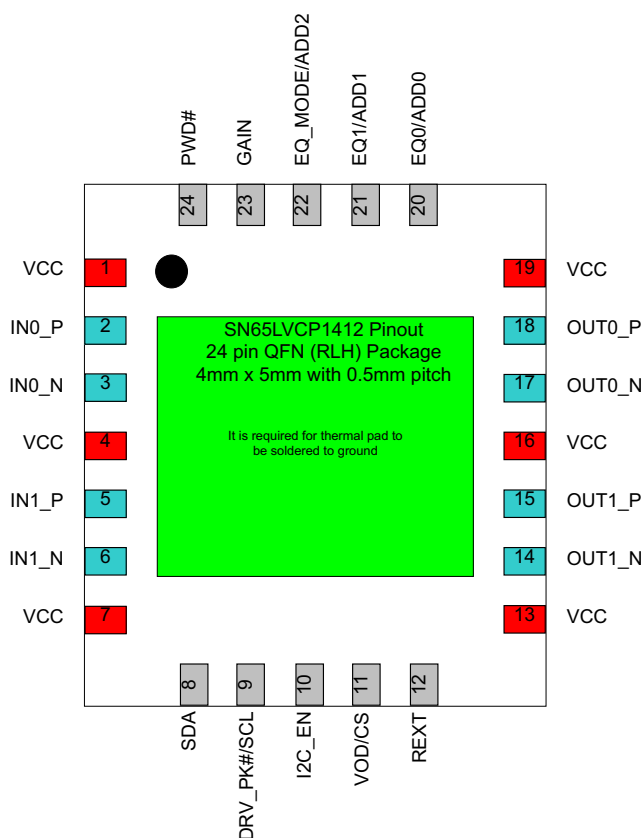 PWD#
GAIN
EQ_MODE/ADD2
EQ1/ADD1
EQ0/ADD0
24
23
22
21
20
VCC
1
19
VCC
IN0_P
2
18
OUT0_P
IN0_N
3
17
OUT0_N
VCC
4
16
VCC
IN1_P
5
15
OUT1_P
IN1_N
6
14
OUT1_N
VCC
7
13
VCC
SN65LVCP1412 Pinout
24 pin QFN (RLH) Package
4mm x 5mm with 0.5mm pitch
It is required for thermal pad to
be soldered to ground
8
9
10
11
12
SDA
DRV_PK#/SCL
I2C_EN
VOD/CS
REXT